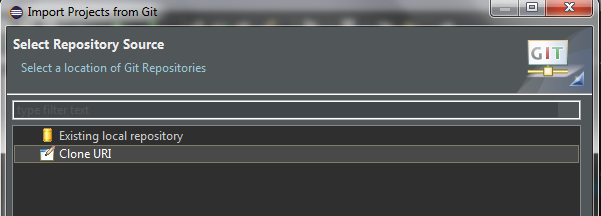 Import Projects from Git
Select Repository Source
Select a location of Git Repositories
GIT
type filter text
Existing local repository
Clone URI